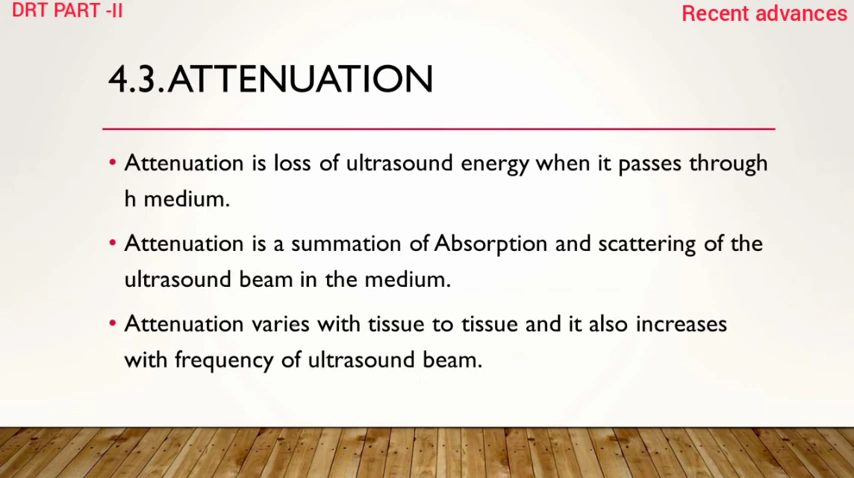 DRT PART -II
Recent advances
4.3.ATTENUATION
• Attenuation is loss of ultrasound energy when it passes through
h medium.
• Attenuation is a summation of Absorption and scattering of the
ultrasound beam in the medium.
• Attenuation varies with tissue to tissue and it also increases
with frequency of ultrasound beam.